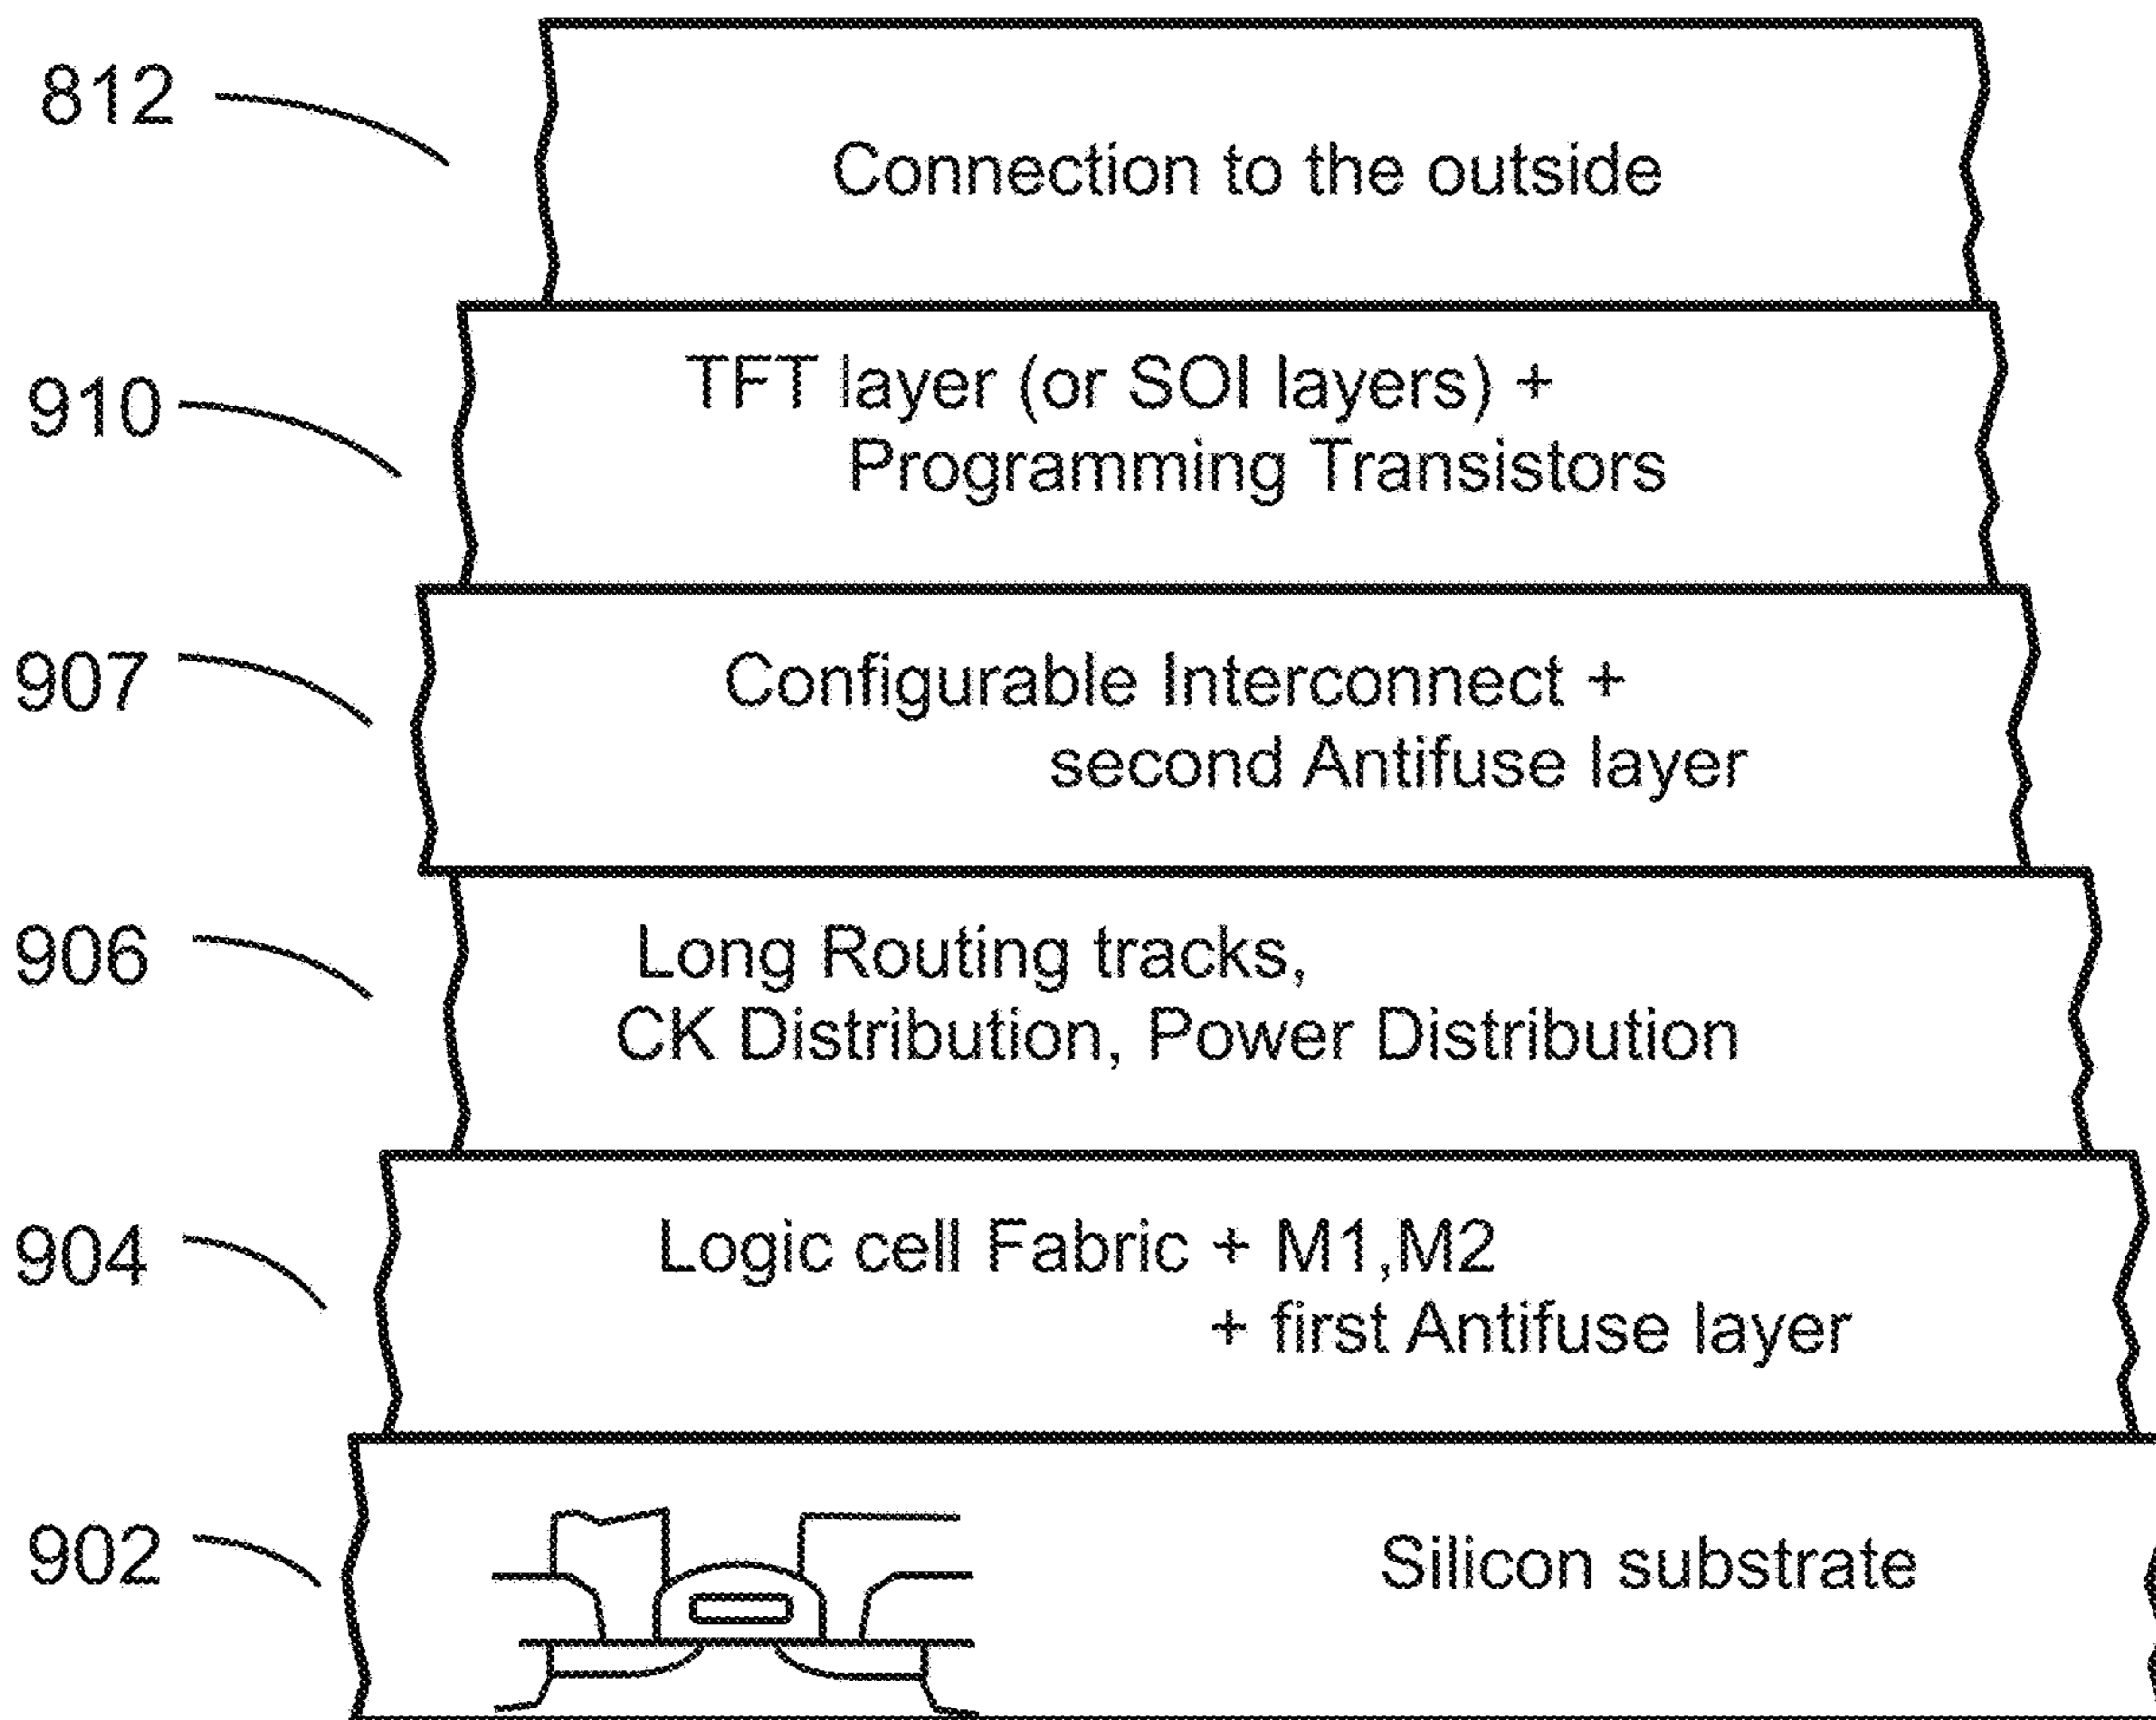 812
Connection to the outside
910
TFT layer (or SOI layers) +
Programming Transistors
907
Configurable Interconnect +
second Antifuse layer
906
Long Routing tracks,
CK Distribution, Power Distribution
904
Logic cell Fabric + M1,M2
+ first Antifuse layer
902
Silicon substrate